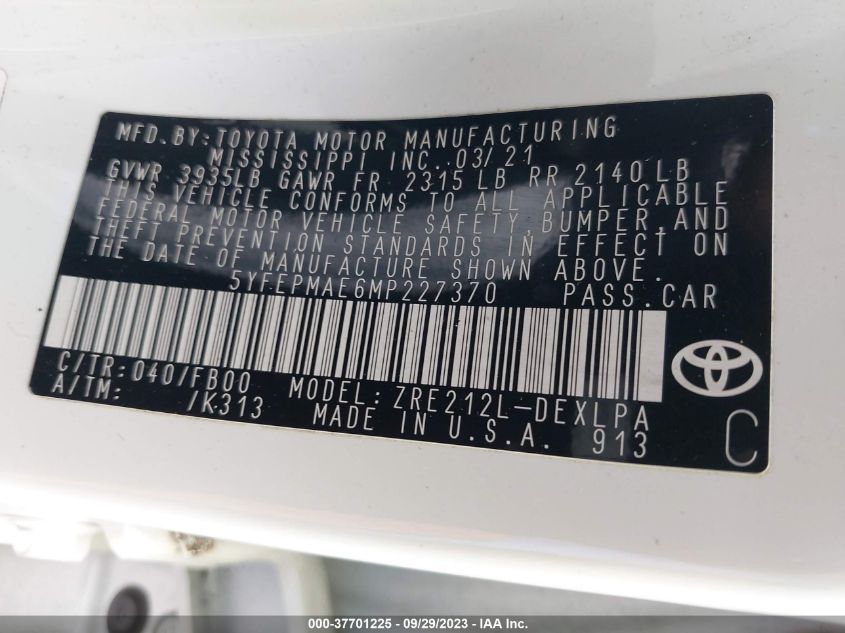 MFD. BY: TOYOTA MOTOR MANUFACTURING
MISSISSIPPI INC. 03/21
GVWR 3935LB GAWR FR 2315 LB RR 2140 LB
THIS VEHICLE CONFORMS TO ALL APPLICABLE
FEDERAL MOTOR VEHICLE SAFETY, BUMPER, AND
THEFT PREVENTION STANDARDS IN EFFECT ON
THE DATE OF MANUFACTURE SHOWN ABOVE.
5YFEPMAE6MP227370 PASS. CAR
C/TR: 040/FB00 MODEL: ZRE212L-DEXLPA
A/TM: /K313 MADE IN U.S.A. 913
C
000-37701225 - 09/29/2023 - IAA Inc.